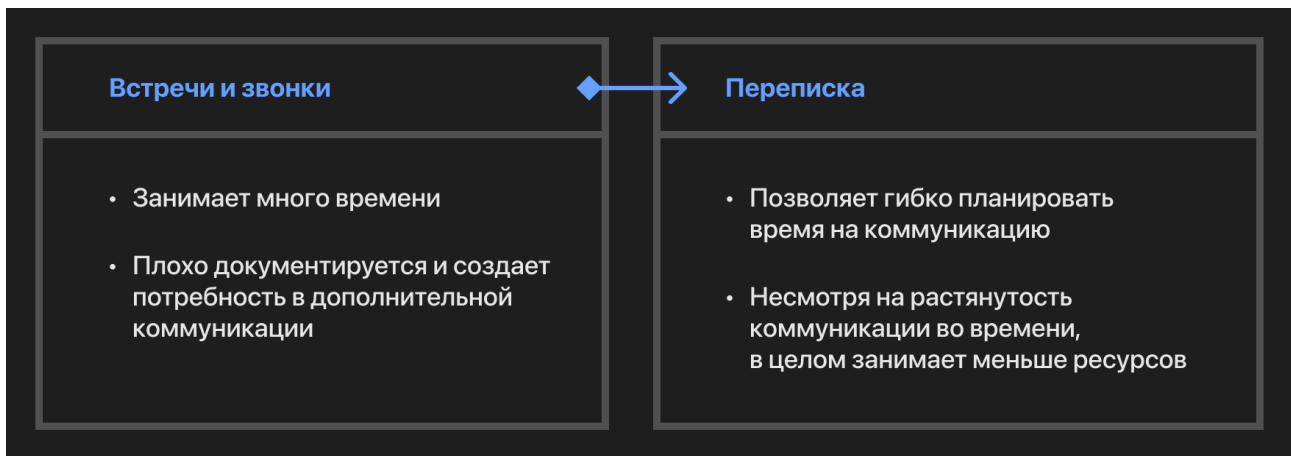 Встречи и звонки
Переписка
• Занимает много времени
• Плохо документируется и создает
потребность в дополнительной
коммуникации
• Позволяет гибко планировать
время на коммуникацию
• Несмотря на растянутость
коммуникации во времени,
в целом занимает меньше ресурсов